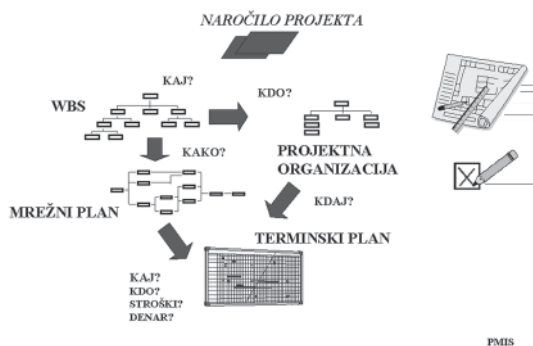 NAROČILO PROJEKTA
KAJ?
WBS
KDO?
KAKO?
PROJEKTNA
ORGANIZACIJA
MREŽNI PLAN
KDAJ?
TERMINSKI PLAN
KAJ?
KDO?
STROŠKI?
DENAR?
PMIS